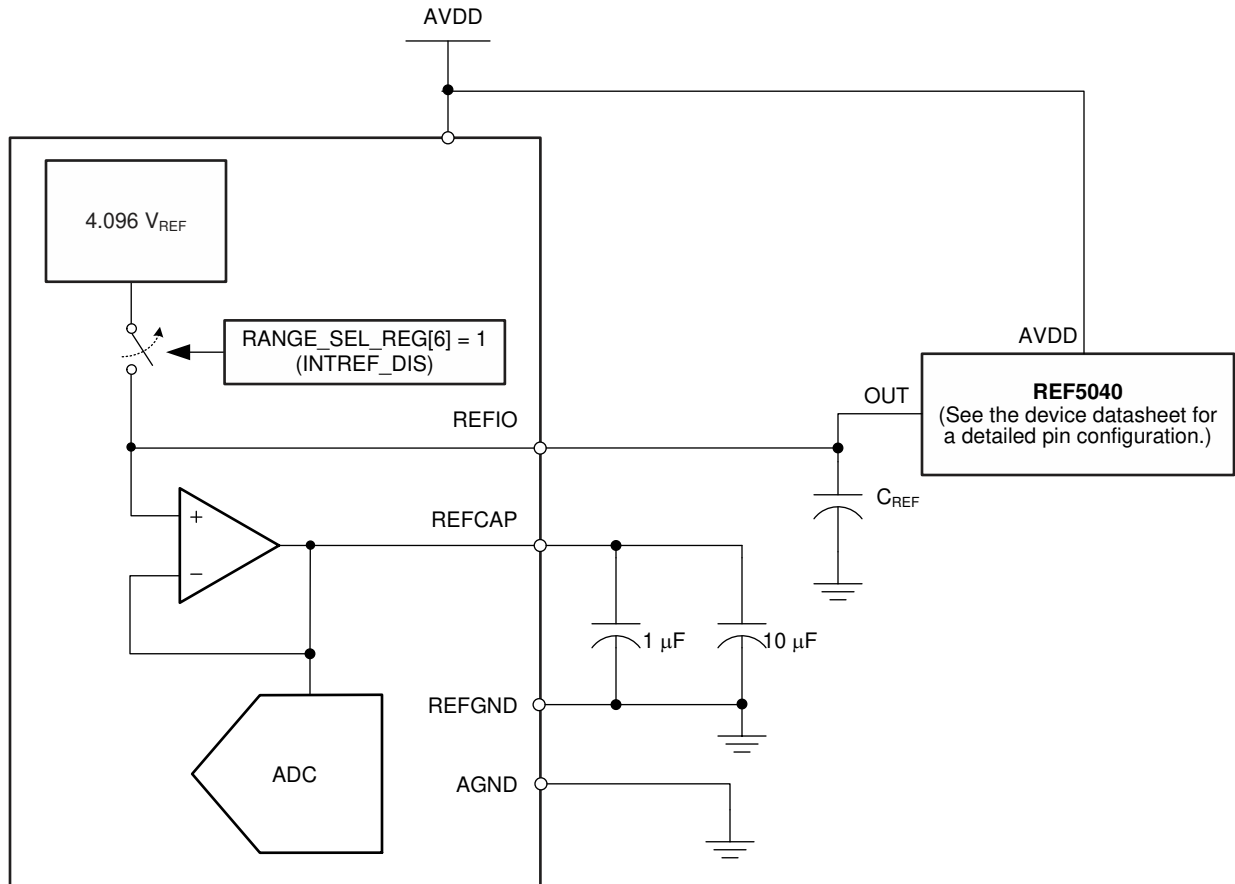 AVDD
4.096 VREF
RANGE_SEL_REG[6] = 1
(INTREF_DIS)
AVDD
OUT
REF5040
(See the device datasheet for
a detailed pin configuration.)
REFIO
CREF
+
REFCAP
−
1 μF
10 μF
REFGND
ADC
AGND